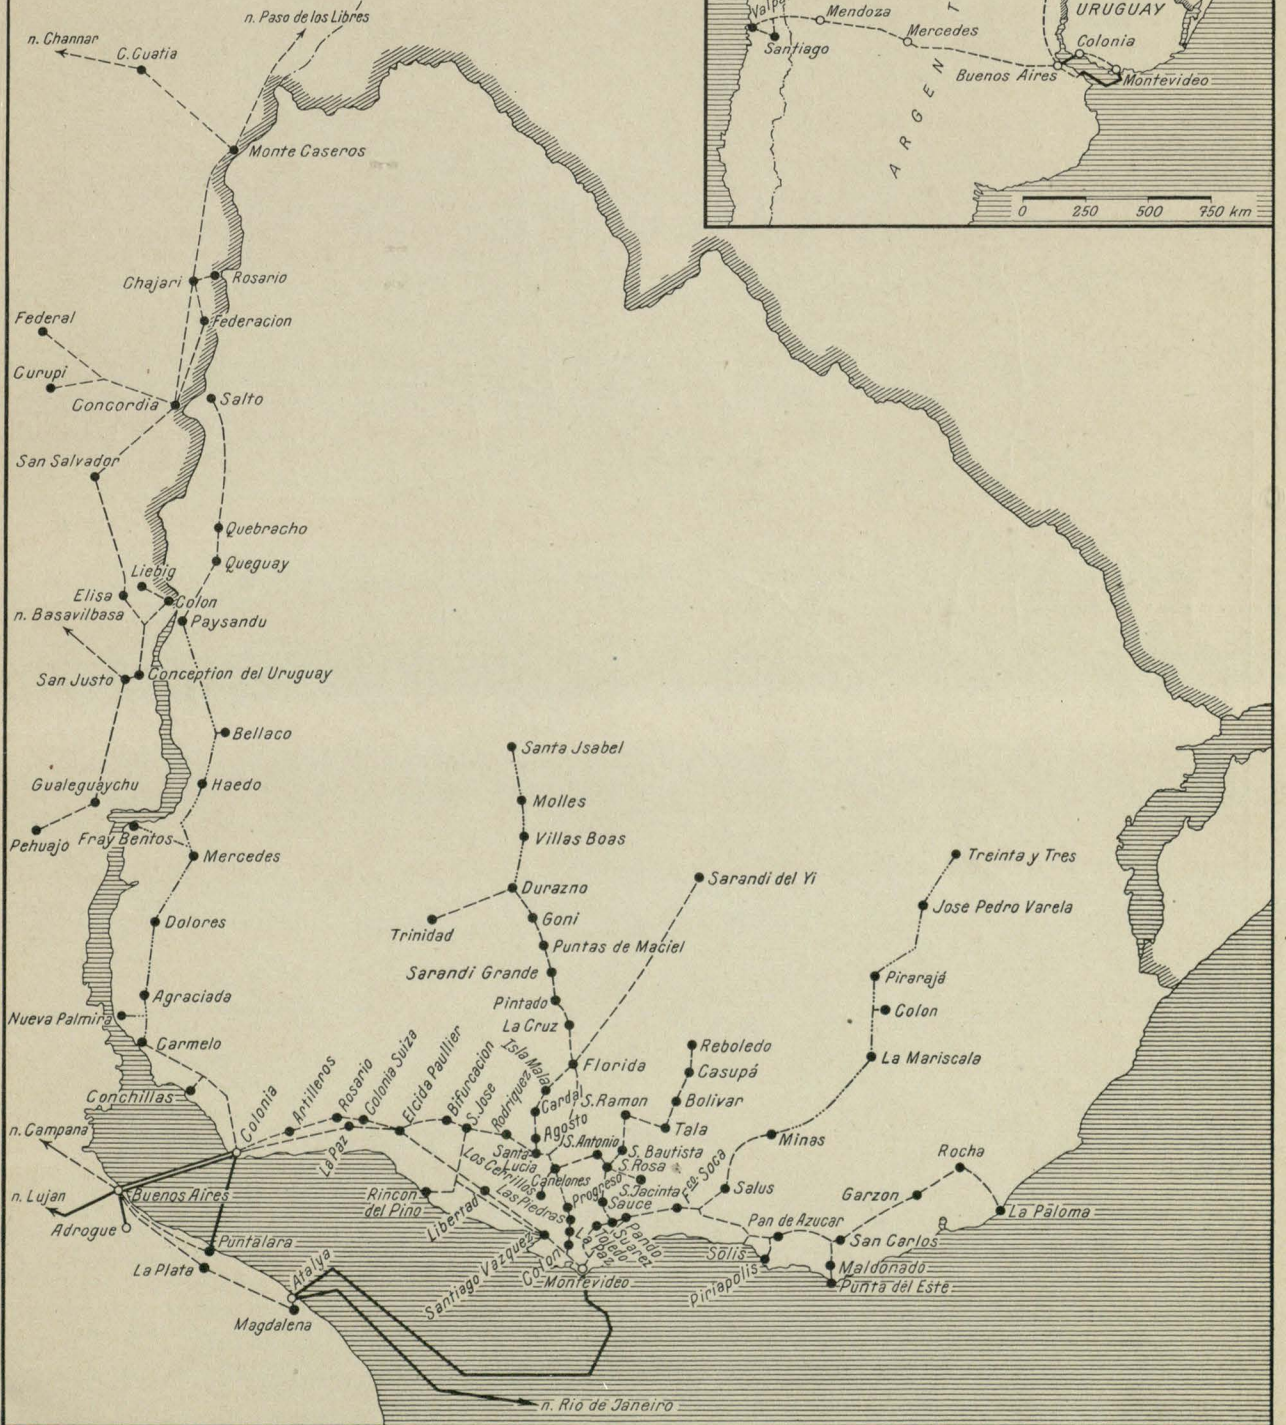 n. Paso de los Libres
n. Channar
C. Cuatia
Monte Caseros
Mendoza
Mercedes
Santiago
URUGUAY
Colonia
Buenos Aires
Montevideo
ARGENT
0 250 500 750 km
Chajari
Rosario
Federal
Federacion
Curupi
Concordia
Salto
San Salvador
Quebracho
Queguay
Liebig
Elisa
Colon
n. Basavilbasa
Paysandu
San Justo
Conception del Uruguay
Bellaco
Gualeguaychu
Haedo
Pehuajo
Fray Bentos
Mercedes
Dolores
Agraciada
Nueva Palmira
Carmelo
Conchillas
Santa Jsabel
Molles
Villas Boas
Durazno
Trinidad
Goni
Puntas de Maciel
Sarandi Grande
Pintado
La Cruz
Florida
Sarandi del Yi
Treinta y Tres
Jose Pedro Varela
Pirarajá
Colon
La Mariscala
Minas
Reboledo
Casupá
Bolivar
Tala
S. Ramon
Isla Mala
Carda
Agosto
Santa
Lucia
S. Antonio
S. Bautista
S. Rosa
S. Jacinta
Canelones
Progreso
Sauce
Fco. Soca
Salus
Rocha
Garzon
La Paloma
San Carlos
Maldonado
Punta del Este
Pan de Azucar
Solis
Piriapolis
Colonia
Artilleros
Rosario
Colonia Suiza
La Paz
Elcida Paullier
Bifurcacion
S. Jose
Rodriquez
Los Cerrillos
Las Piedras
La Paz
Toledo
Suarez
Pando
Rincon
del Pino
Libertad
Santiago Vazquez
Colon
Montevideo
n. Campana
n. Lujan
Buenos Aires
Adrogue
Puntalara
La Plata
Atalya
Magdalena
n. Rio de Janeiro